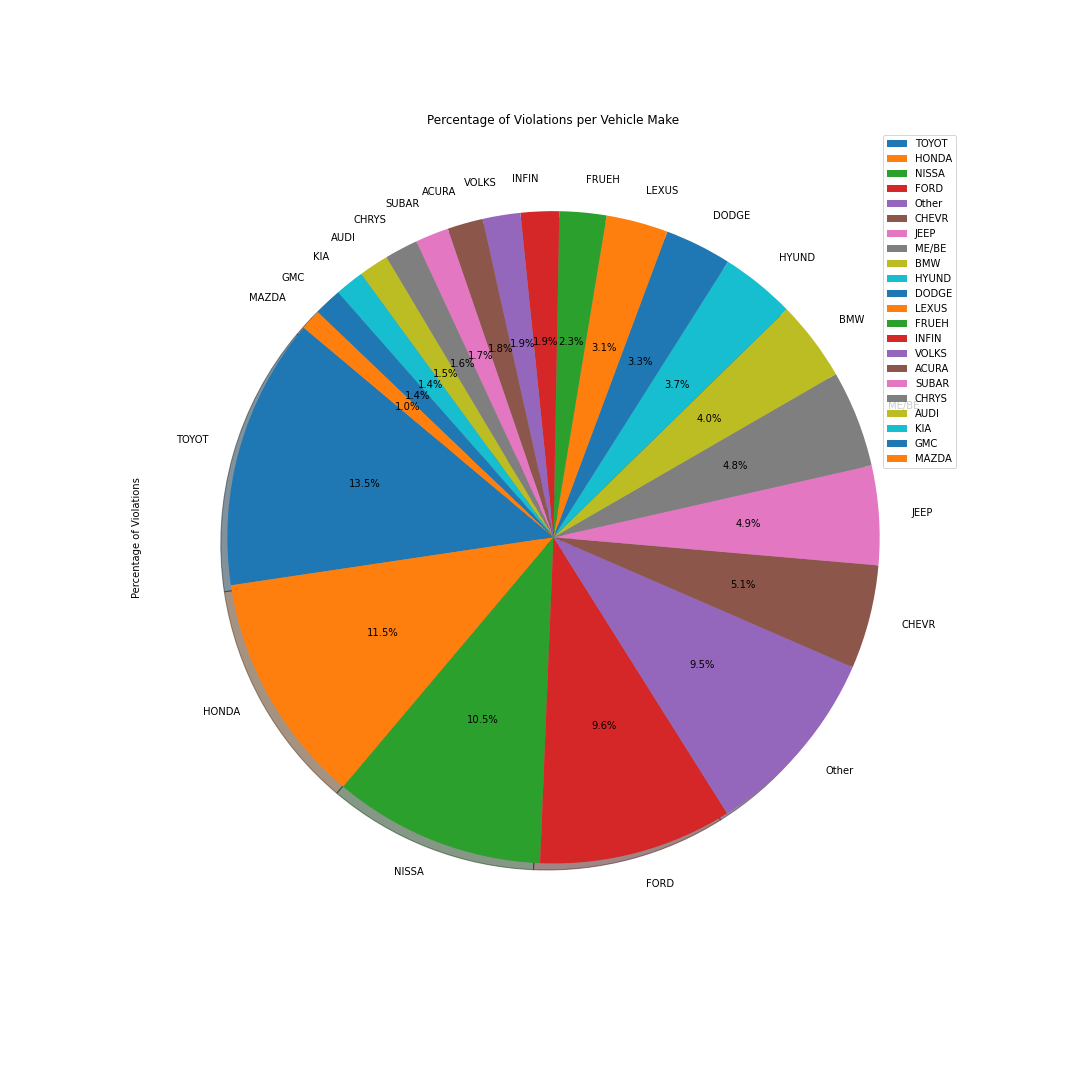 Percentage of Violations per Vehicle Make
TOYOT
HONDA
NISSA
FORD
Other
CHEVR
JEEP
ME/BE
BMW
HYUND
DODGE
LEXUS
FRUEH
INFIN
VOLKS
ACURA
SUBAR
CHRYS
AUDI
KIA
GMC
MAZDA
INFIN
FRUEH
VOLKS
LEXUS
ACURA
SUBAR
DODGE
CHRYS
AUDI
KIA
HYUND
GMC
MAZDA
BMW
ME/BE
TOYOT
JEEP
CHEVR
HONDA
Other
NISSA
FORD
13.5%
11.5%
10.5%
9.6%
9.5%
5.1%
4.9%
4.8%
4.0%
3.7%
3.3%
3.1%
2.3%
1.9%
1.9%
1.8%
1.7%
1.6%
1.5%
1.4%
1.4%
1.0%
Percentage of Violations